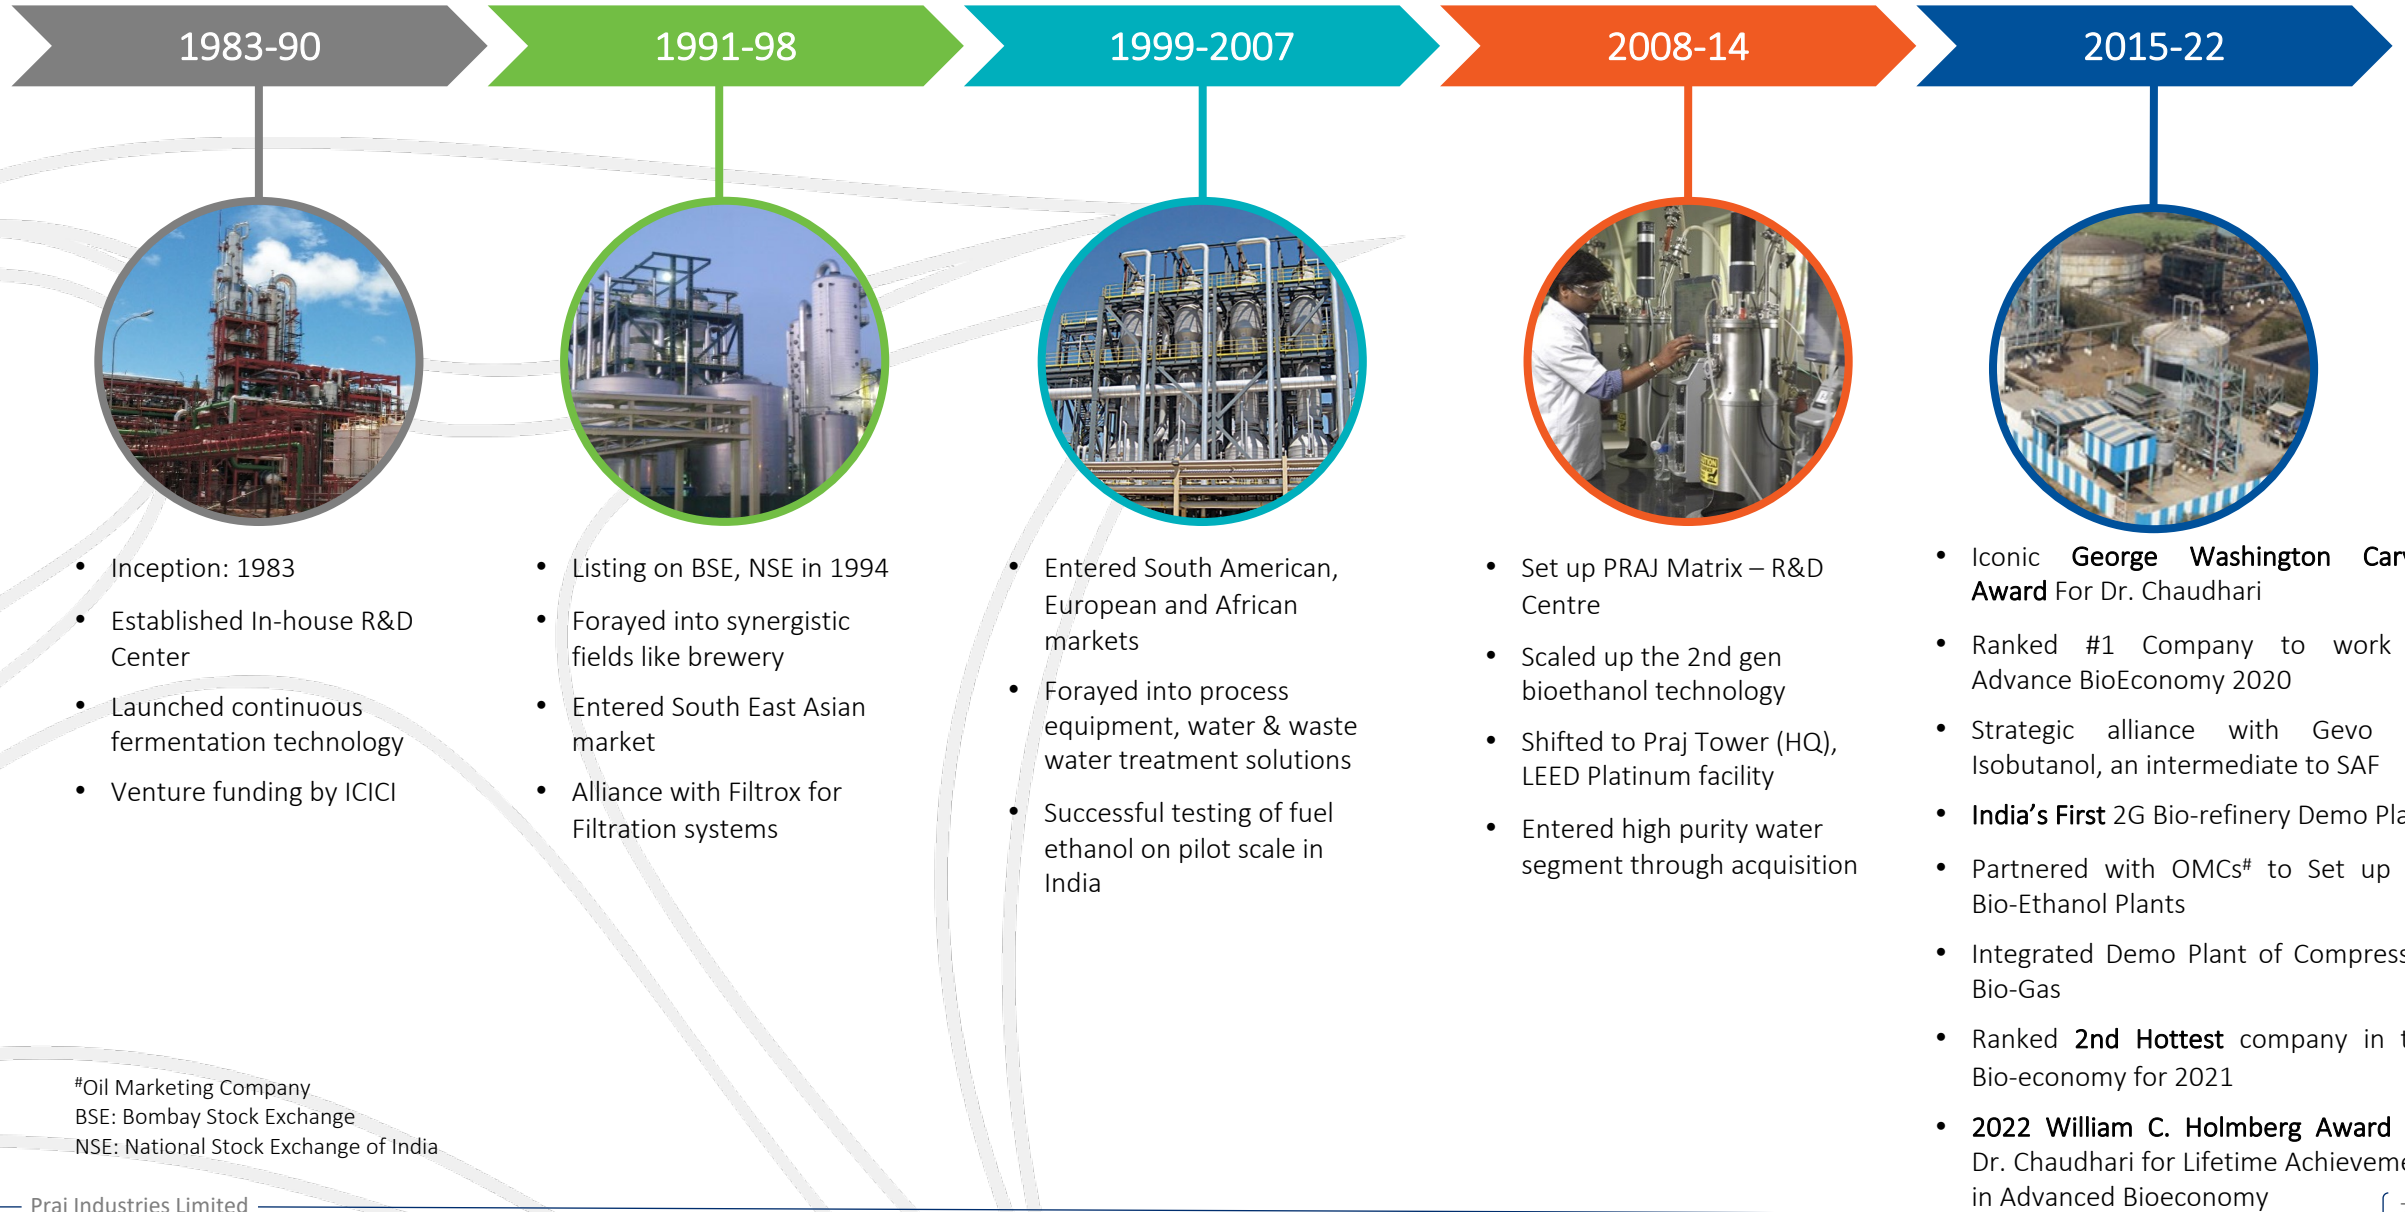 1983-90
1991-98
1999-2007
2008-14
2015-22
• Inception: 1983
• Established In-house R&D
Center
• Launched continuous
fermentation technology
• Venture funding by ICICI
• Listing on BSE, NSE in 1994
• Forayed into synergistic
fields like brewery
• Entered South East Asian
market
• Alliance with Filtrox for
Filtration systems
• Entered South American,
European and African
markets
• Forayed into process
equipment, water & waste
water treatment solutions
• Successful testing of fuel
ethanol on pilot scale in
India
• Set up PRAJ Matrix – R&D
Centre
• Scaled up the 2nd gen
bioethanol technology
• Shifted to Praj Tower (HQ),
LEED Platinum facility
• Entered high purity water
segment through acquisition
• Iconic George Washington
Award For Dr. Chaudhari
• Ranked #1 Company to work
Advance BioEconomy 2020
• Strategic alliance with Gevo
Isobutanol, an intermediate to SAF
• India's First 2G Bio-refinery Demo
• Partnered with OMCs# to Set up
Bio-Ethanol Plants
• Integrated Demo Plant of
Bio-Gas
• Ranked 2nd Hottest company in
Bio-economy for 2021
• 2022 William C. Holmberg Award
Dr. Chaudhari for Lifetime
in Advanced Bioeconomy
#Oil Marketing Company
BSE: Bombay Stock Exchange
NSE: National Stock Exchange of India
Praj Industries Limited